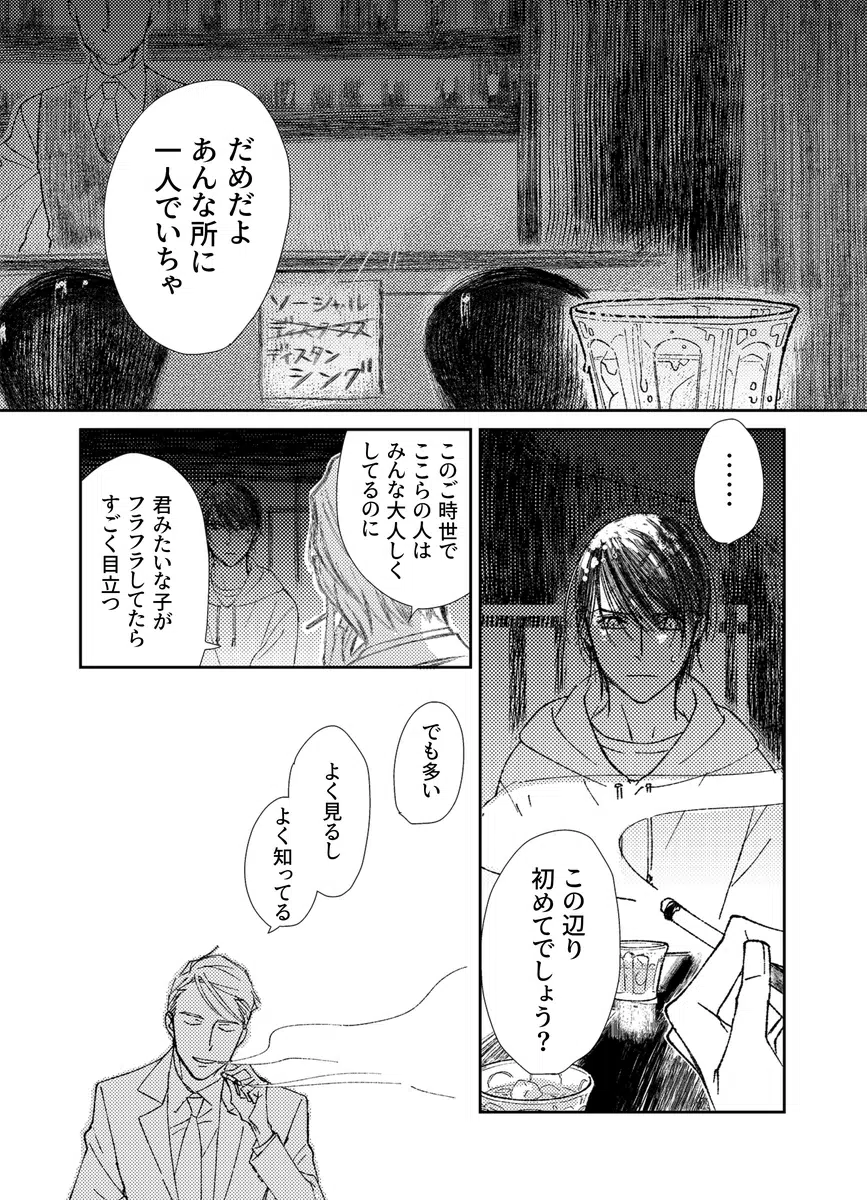 だめだよ
あんな所に
一人でいちゃ
ソーシャル
ディスタンス
ディスタン
シング
……
この辺り
初めてでしょう？
このご時世で
ここらの人は
みんな大人しく
してるのに
君みたいな子が
フラフラしてたら
すごく目立つ
でも多い
よく見るし
よく知ってる